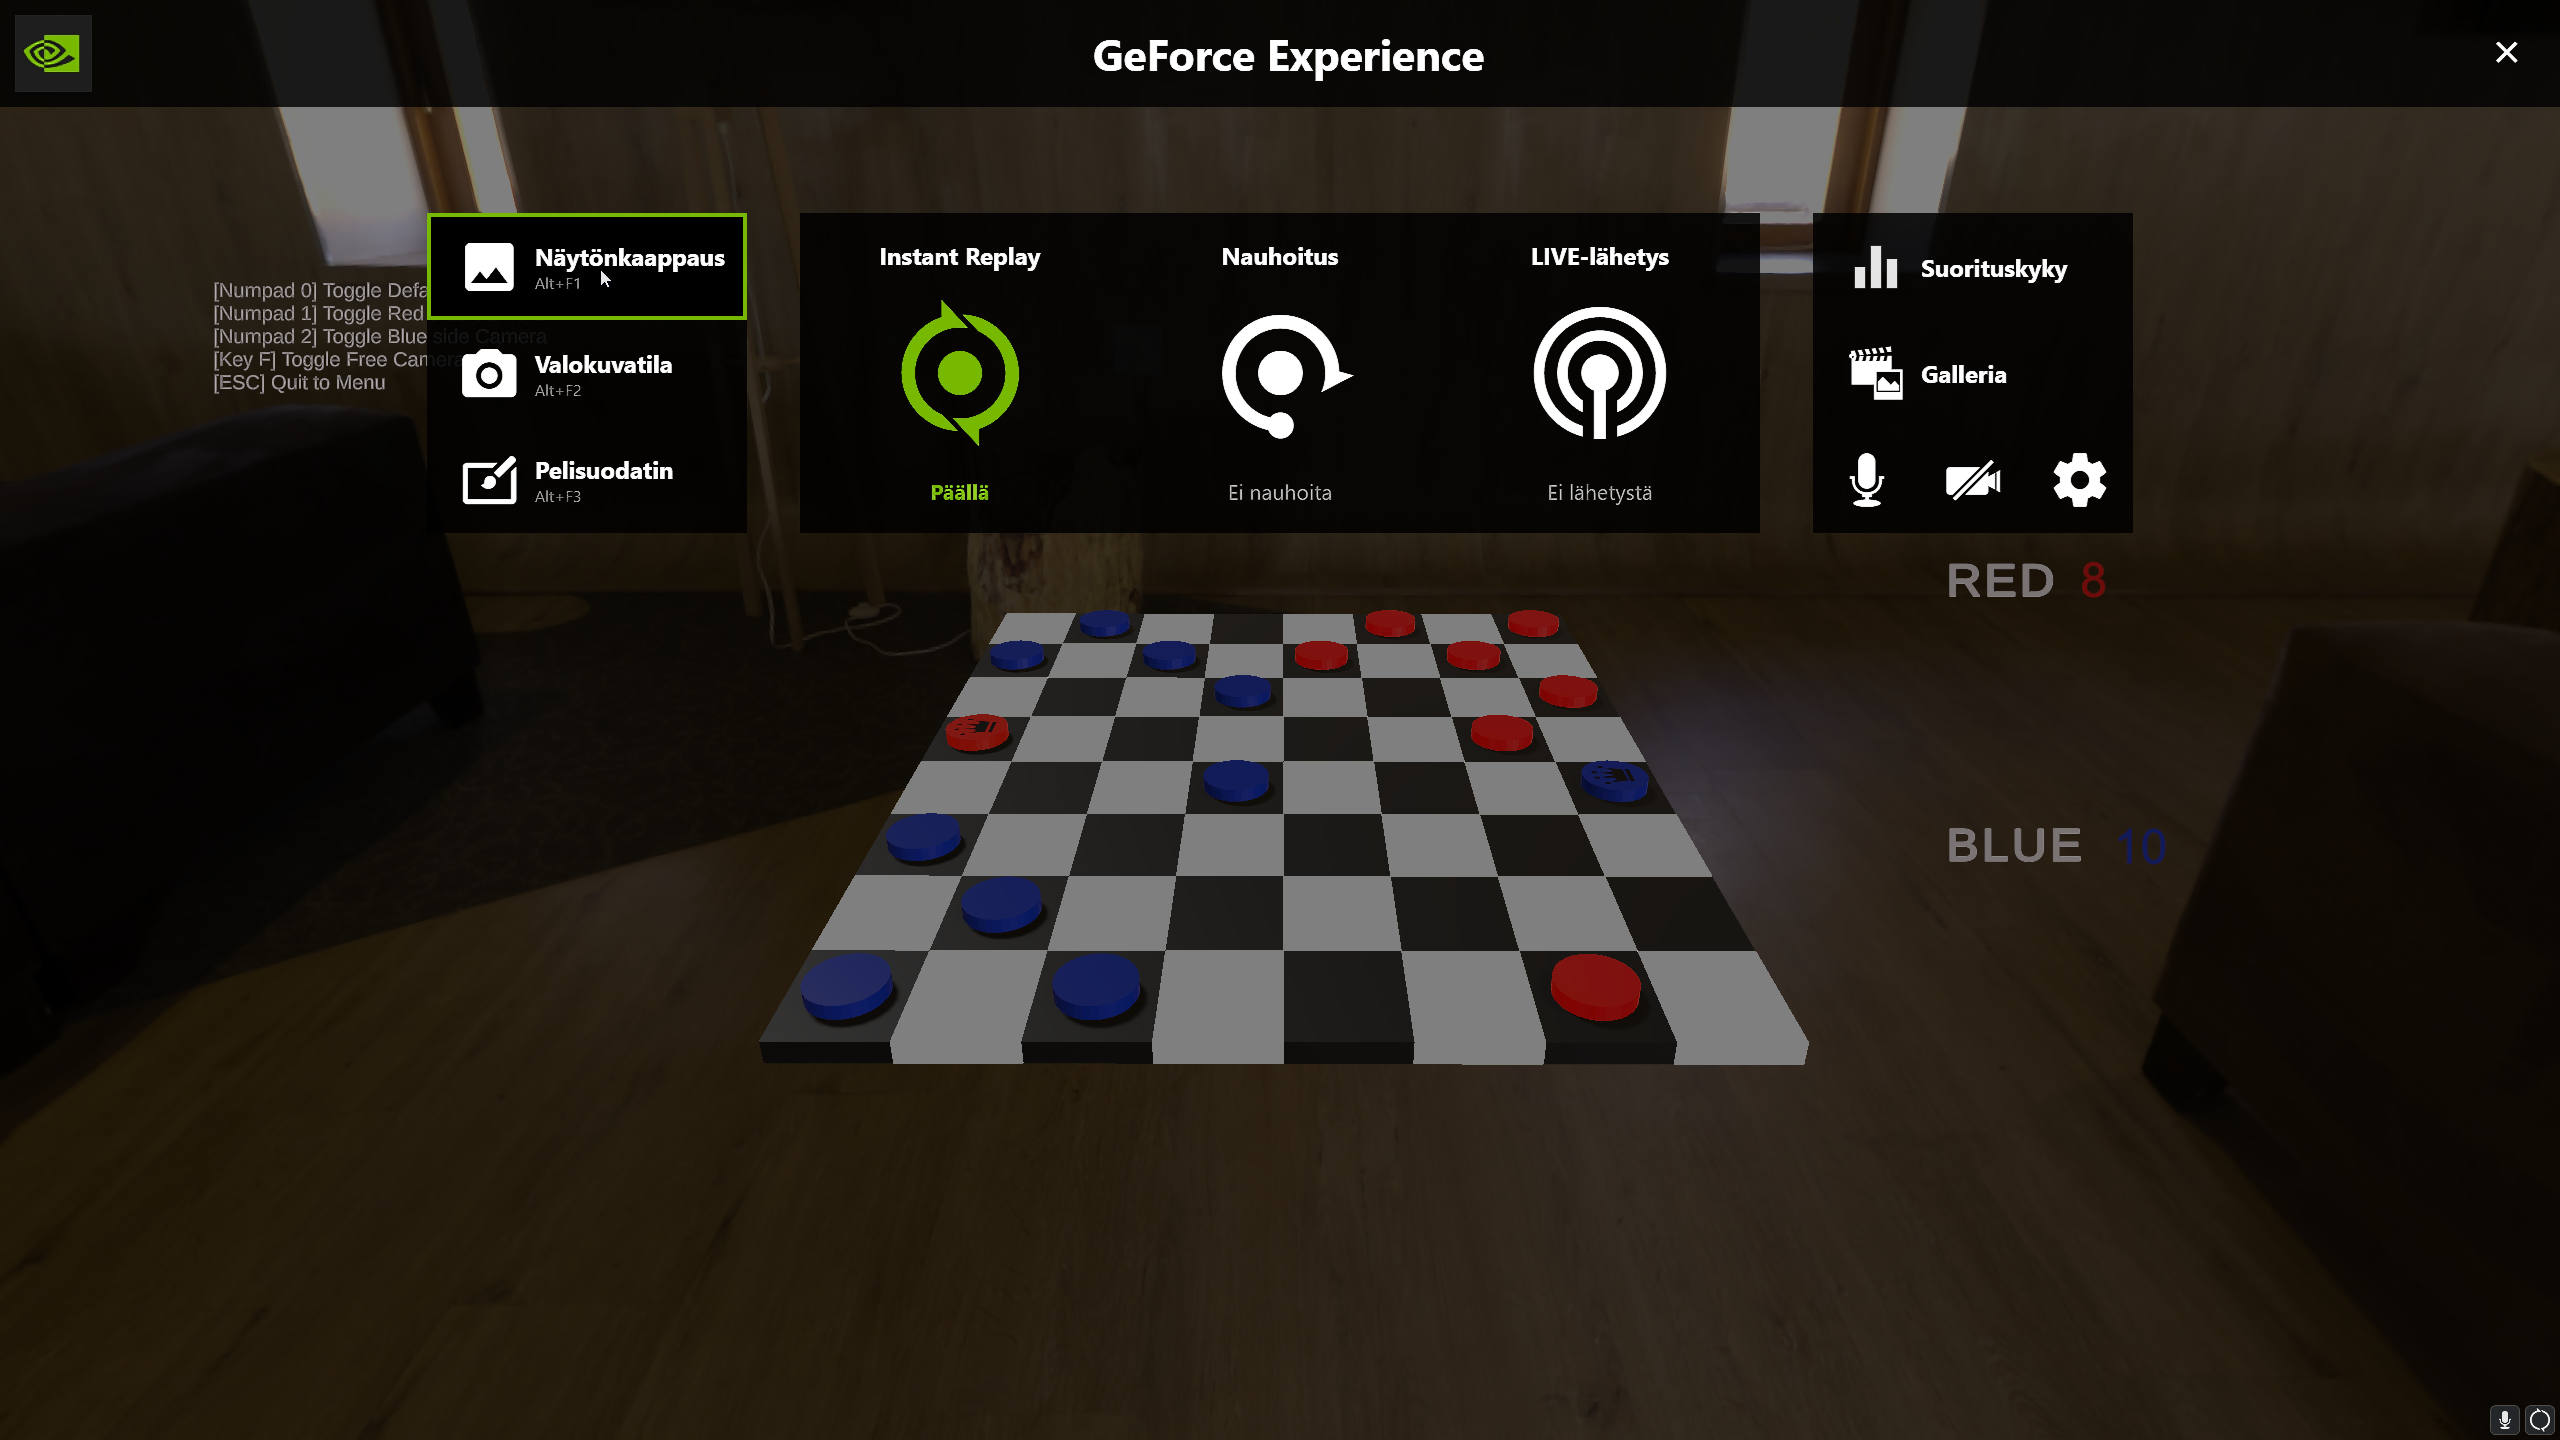 GeForce Experience
Näytönkaappaus
Alt+F1
Valokuvatila
Alt+F2
Pelisuodatin
Alt+F3
Instant Replay
Päällä
Nauhoitus
Ei nauhoita
LIVE-lähetys
Ei lähetystä
Suorituskyky
Galleria
[Numpad 0] Toggle Defa
[Numpad 1] Toggle Red
[Numpad 2] Toggle Blue side Camera
[Key F] Toggle Free Camera
[ESC] Quit to Menu
RED 8
BLUE 10